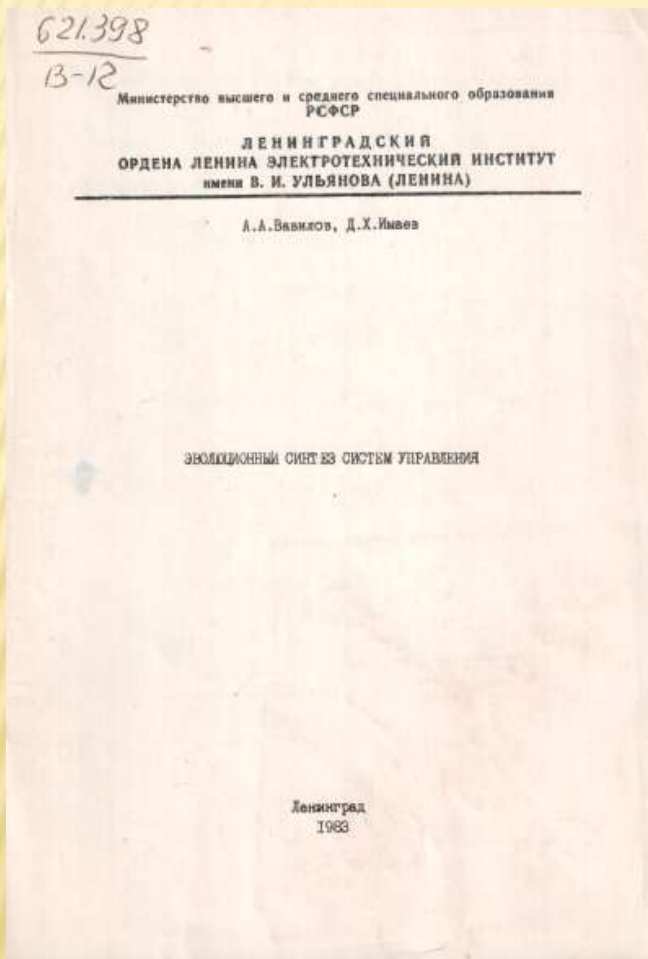 621.398
В-12
Министерство высшего и среднего специального образования
РСФСР
ЛЕНИНГРАДСКИЙ
ОРДЕНА ЛЕНИНА ЭЛЕКТРОТЕХНИЧЕСКИЙ ИНСТИТУТ
имени В. И. УЛЬЯНОВА (ЛЕНИНА)
А.А.Вавилов, Д.Х.Имаев
ЭВОЛЮЦИОННЫЙ СИНТЕЗ СИСТЕМ УПРАВЛЕНИЯ
Ленинград
1983